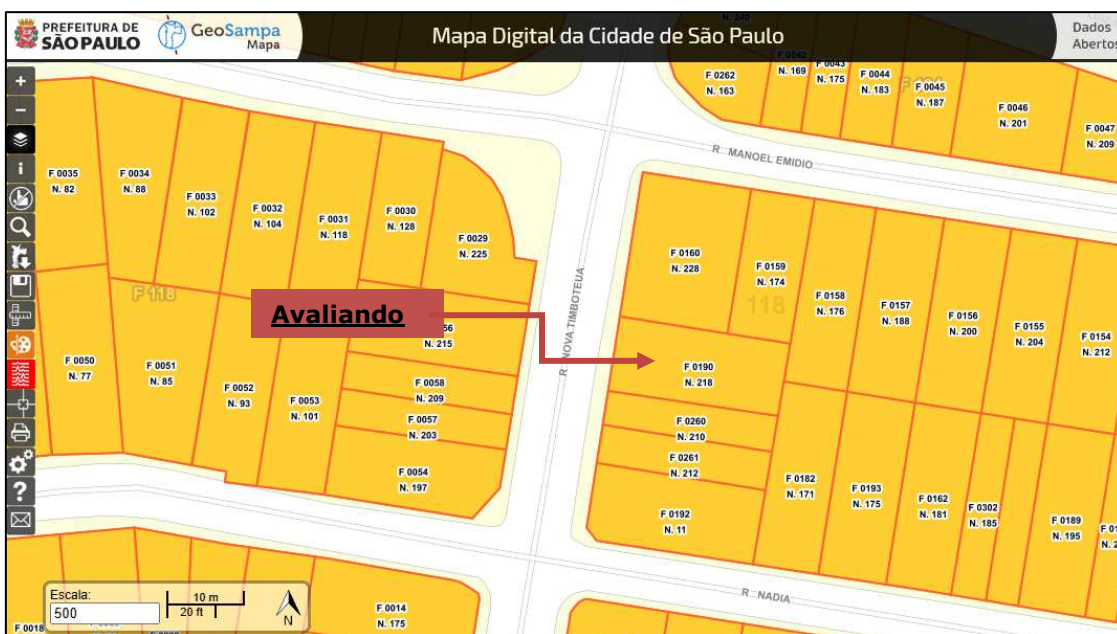 PREFEITURA DE
SÃO PAULO
GeoSampa
Mapa
Mapa Digital da Cidade de São Paulo
Dados
Abertos
N. 240
F 0262
N. 163
F 0042
N. 169
F 0043
N. 175
F 0044
N. 183
F 0045
N. 187
F 0046
N. 201
F 0047
N. 209
R MANOEL EMIDIO
F 0035
N. 82
F 0034
N. 88
F 0033
N. 102
F 0032
N. 104
F 0031
N. 118
F 0030
N. 128
F 0029
N. 225
F 118
Avaliando
56
N. 215
F 0050
N. 77
F 0051
N. 85
F 0052
N. 93
F 0053
N. 101
F 0058
N. 209
F 0057
N. 203
F 0054
N. 197
R NOVA TIMBOTEUA
F 0160
N. 228
F 0159
N. 174
118
F 0158
N. 176
F 0157
N. 188
F 0156
N. 200
F 0155
N. 204
F 0154
N. 212
F 0190
N. 218
F 0260
N. 210
F 0261
N. 212
F 0192
N. 11
F 0182
N. 171
F 0193
N. 175
F 0162
N. 181
F 0302
N. 185
F 0189
N. 195
R NADIA
Escala:
500
10 m
20 ft
N
F 0018
F 0014
N. 175